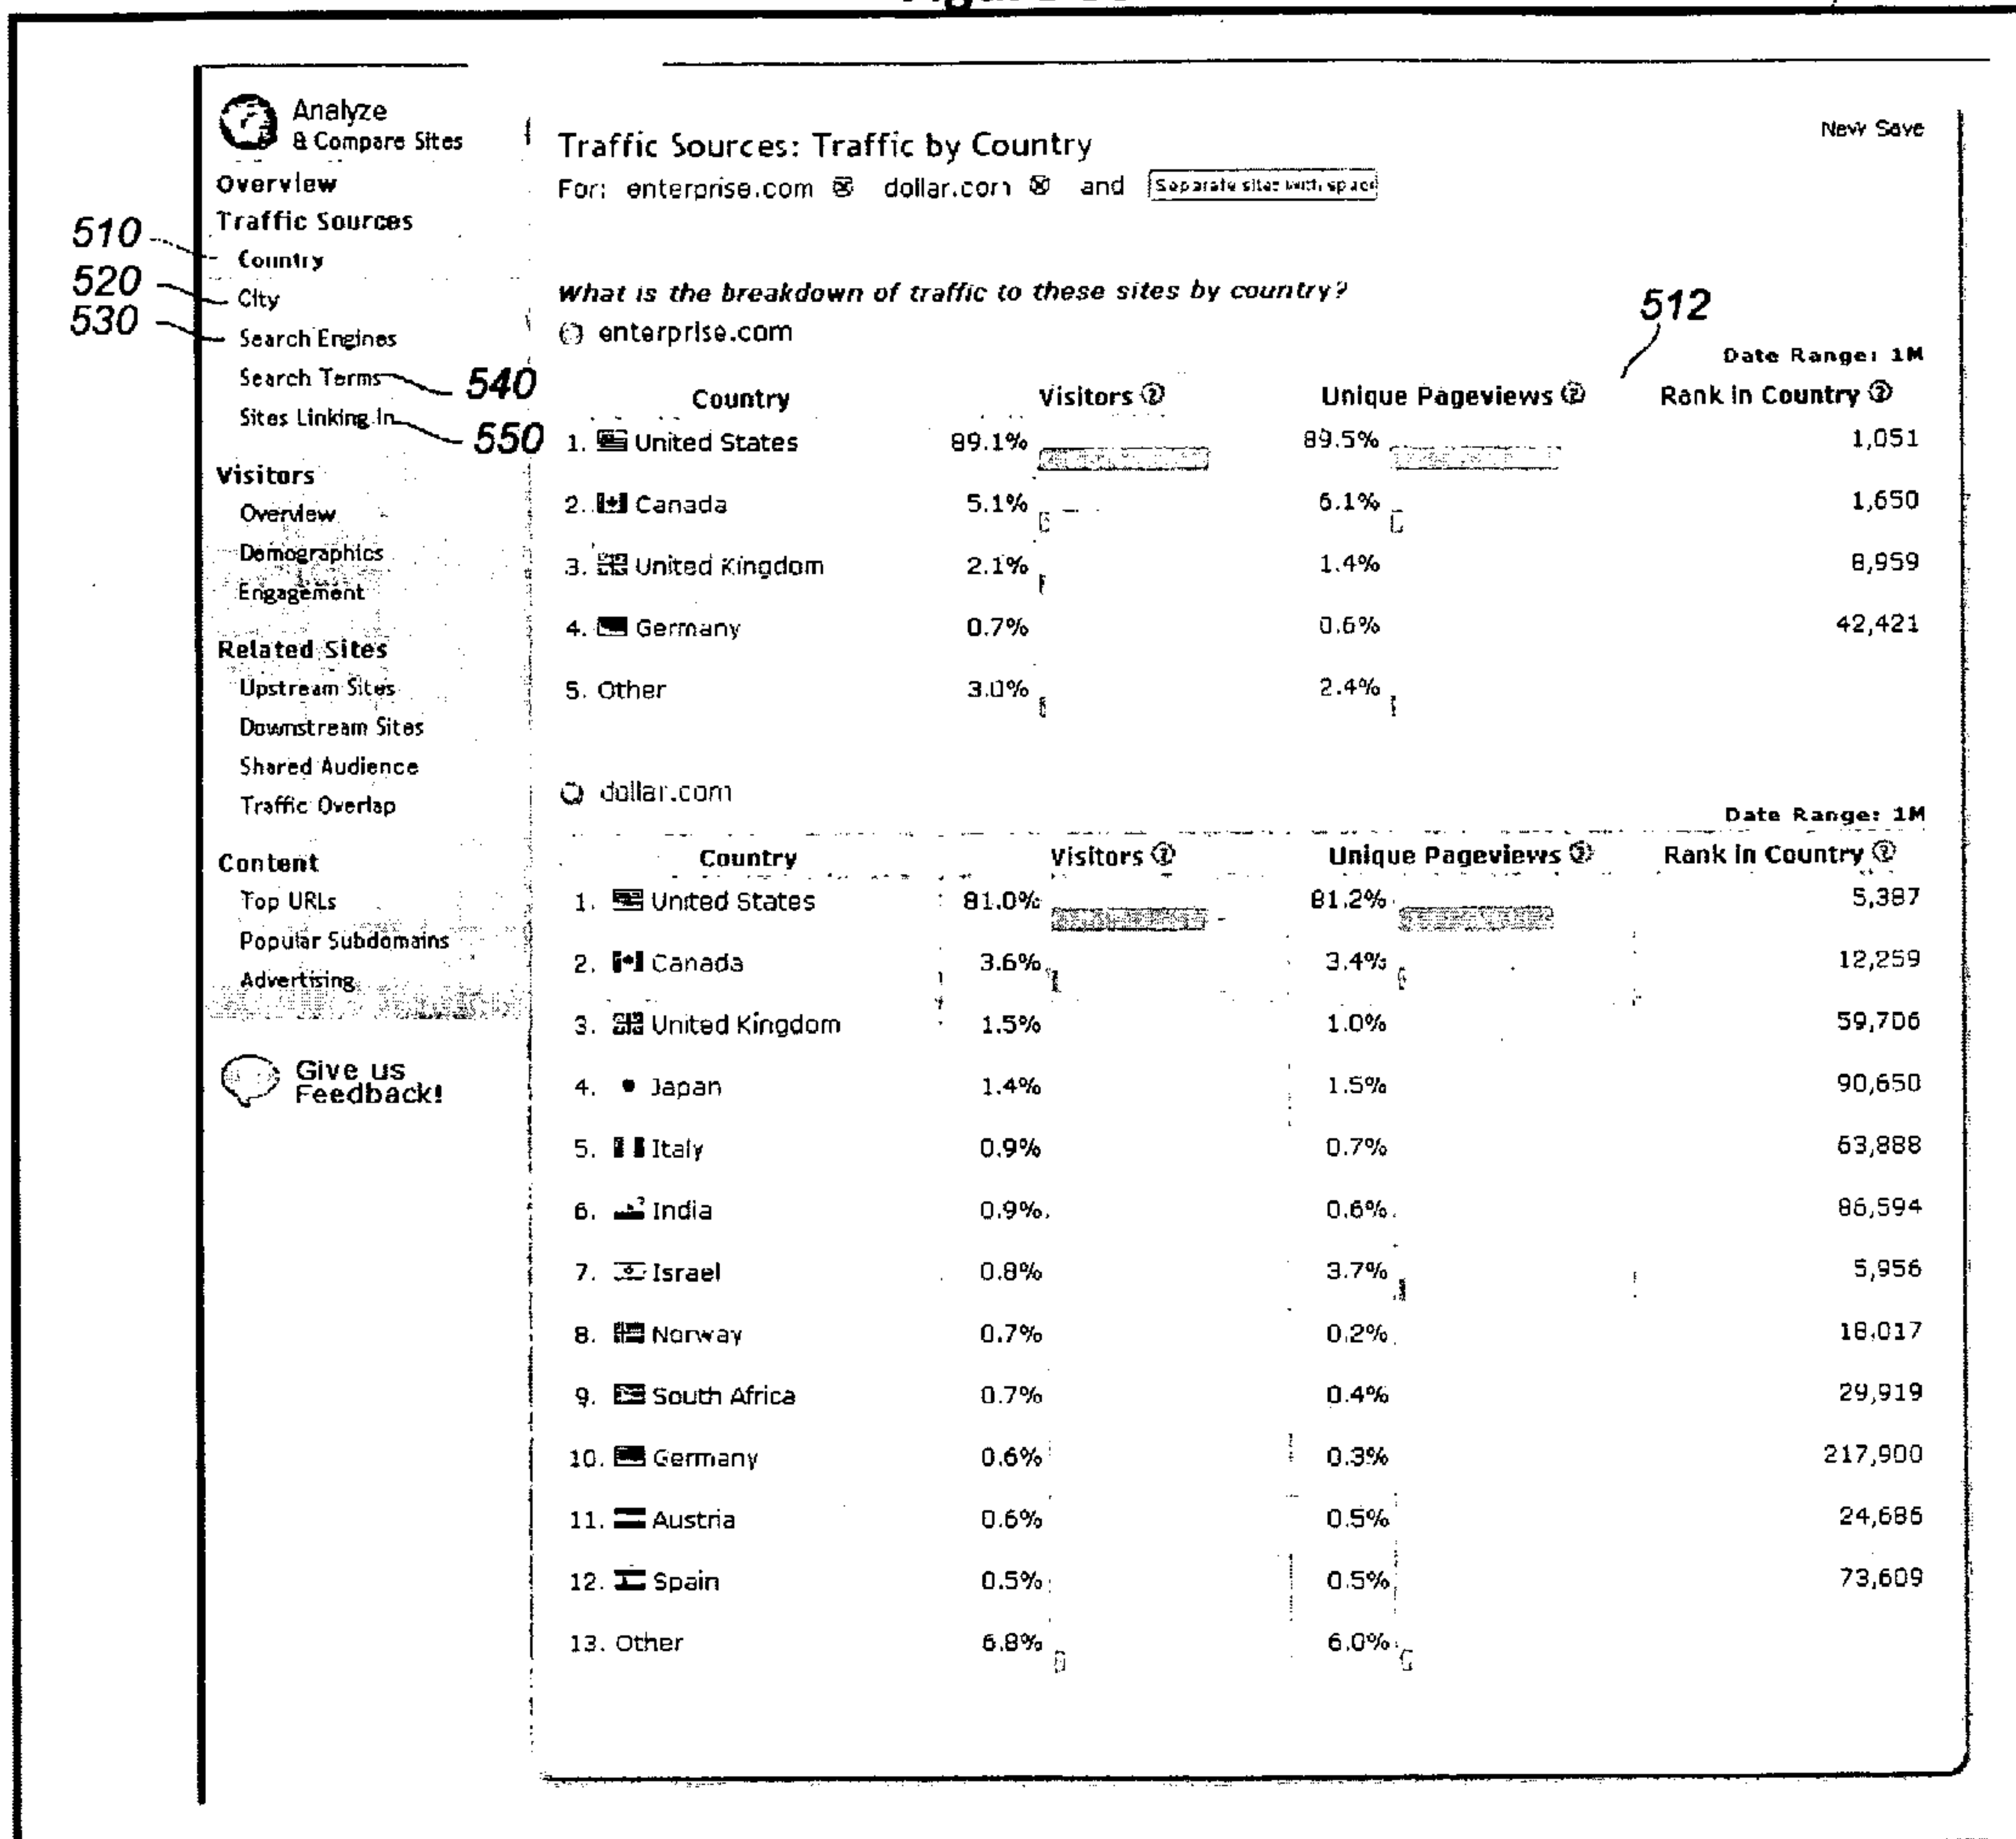 Analyze
& Compare Sites
Overview
Traffic Sources
510
Country
520
City
530
Search Engines
Search Terms
540
Sites Linking In
550
Visitors
Overview
Demographics
Engagement
Related Sites
Upstream Sites
Downstream Sites
Shared Audience
Traffic Overlap
Content
Top URLs
Popular Subdomains
Advertising
Give us
Feedback!
New Save
Traffic Sources: Traffic by Country
For: enterprise.com dollar.com and Separate sites with space
What is the breakdown of traffic to these sites by country?
512
enterprise.com
Date Range: 1M
Country Visitors ? Unique Pageviews ? Rank in Country ?
1. United States 89.1% 89.5% 1,051
2. Canada 5.1% 6.1% 1,650
3. United Kingdom 2.1% 1.4% 8,959
4. Germany 0.7% 0.6% 42,421
5. Other 3.0% 2.4%
dollar.com
Date Range: 1M
Country Visitors ? Unique Pageviews ? Rank in Country ?
1. United States 81.0% 81.2% 5,387
2. Canada 3.6% 3.4% 12,259
3. United Kingdom 1.5% 1.0% 59,706
4. Japan 1.4% 1.5% 90,650
5. Italy 0.9% 0.7% 63,888
6. India 0.9% 0.6% 86,594
7. Israel 0.8% 3.7% 5,956
8. Norway 0.7% 0.2% 18,017
9. South Africa 0.7% 0.4% 29,919
10. Germany 0.6% 0.3% 217,900
11. Austria 0.6% 0.5% 24,686
12. Spain 0.5% 0.5% 73,609
13. Other 6.8% 6.0%